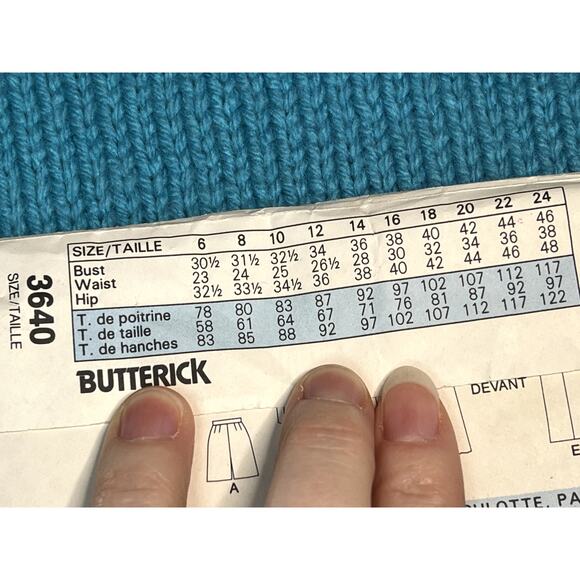 SIZE/TAILLE 6 8 10 12 14 16 18 20 22 24
Bust 30½ 31½ 32½ 34 36 38 40 42 44 46
Waist 23 24 25 26½ 28 30 32 34 36 38
Hip 32½ 33½ 34½ 36 38 40 42 44 46 48
T. de poitrine 78 80 83 87 92 97 102 107 112 117
T. de taille 58 61 64 67 71 76 81 87 92 97
T. de hanches 83 85 88 92 97 102 107 112 117 122
3640
SIZE/TAILLE
BUTTERICK
DEVANT
A
E